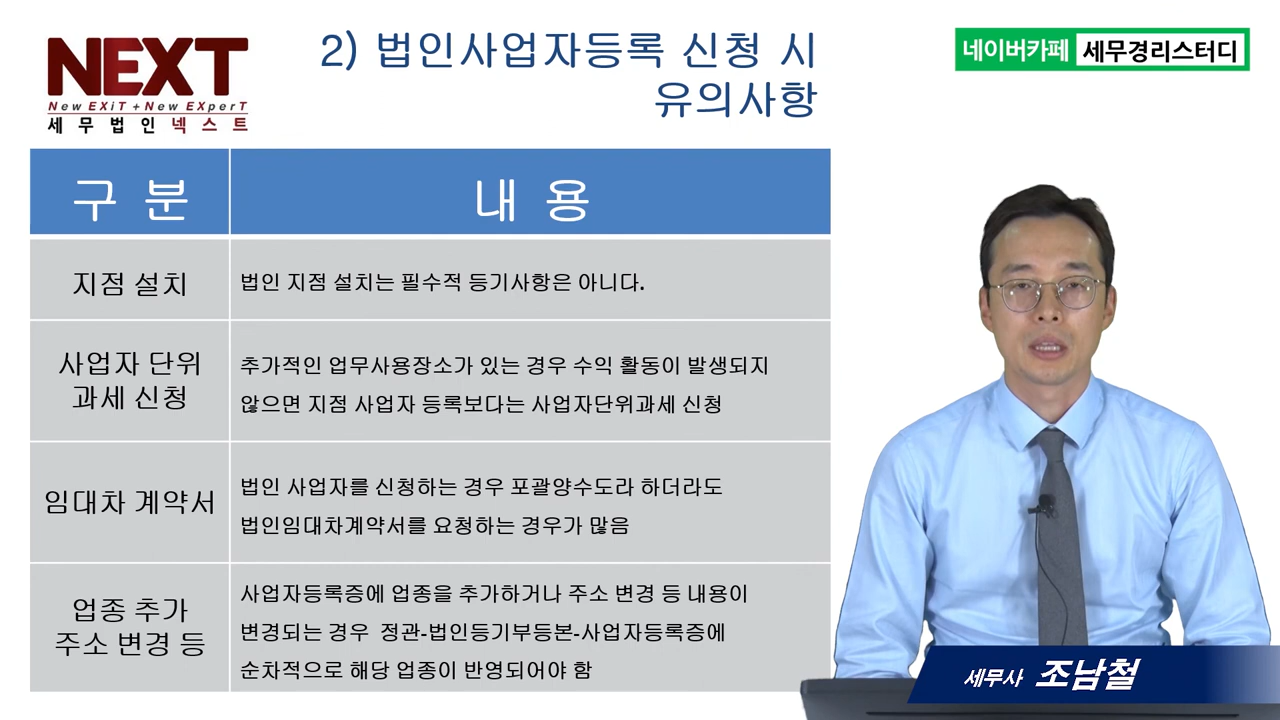 NEXT
New EXiT + New EXperT
세무법인넥스트
2) 법인사업자등록 신청 시
유의사항
네이버카페 세무경리스터디
구 분
내 용
지점 설치
법인 지점 설치는 필수적 등기사항은 아니다.
사업자 단위
과세 신청
추가적인 업무사용장소가 있는 경우 수익 활동이 발생되지
않으면 지점 사업자 등록보다는 사업자단위과세 신청
임대차 계약서
법인 사업자를 신청하는 경우 포괄양수도라 하더라도
법인임대차계약서를 요청하는 경우가 많음
업종 추가
주소 변경 등
사업자등록증에 업종을 추가하거나 주소 변경 등 내용이
변경되는 경우 정관-법인등기부등본-사업자등록증에
순차적으로 해당 업종이 반영되어야 함
세무사 조남철